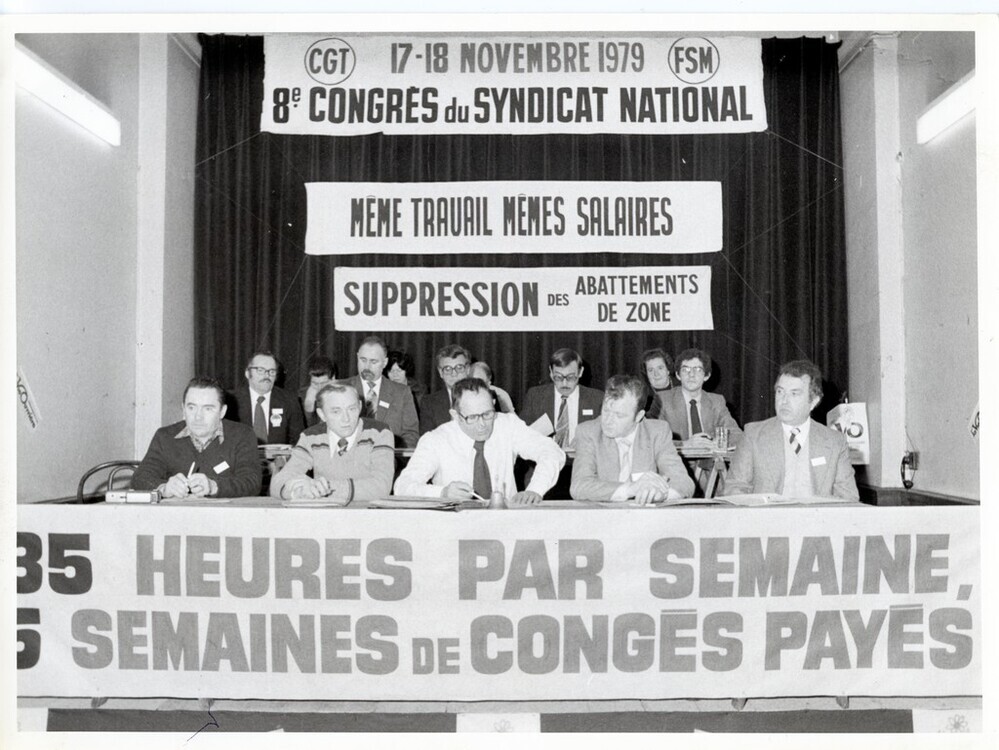 CGT 17-18 NOVEMBRE 1979 FSM
8e. CONGRÈS du SYNDICAT NATIONAL
MÊME TRAVAIL MÊMES SALAIRES
SUPPRESSION DES ABATTEMENTS
DE ZONE
35 HEURES PAR SEMAINE,
5 SEMAINES DE CONGÉS PAYÉS